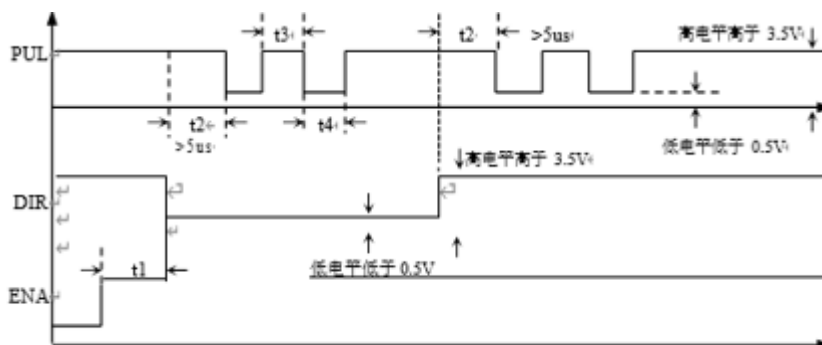 t3
t2
>5us
高电平高于 3.5V
PUL
t2
>5us
t4
低电平低于 0.5V
高电平高于 3.5V
DIR
低电平低于 0.5V
t1
ENA